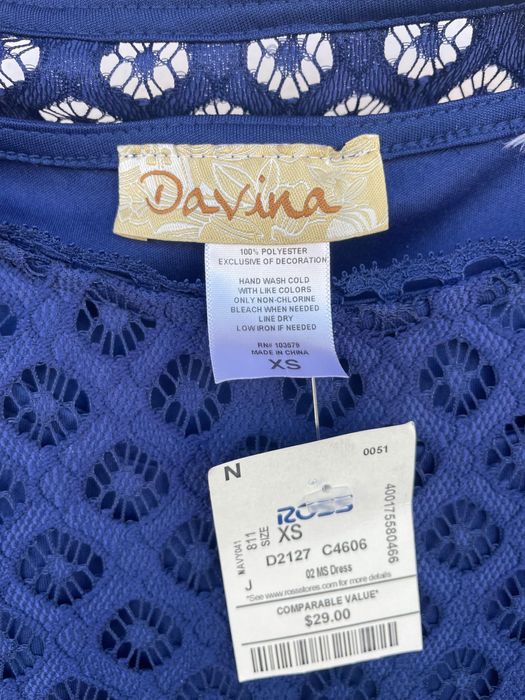 Davina
100% POLYESTER
EXCLUSIVE OF DECORATION
HAND WASH COLD
WITH LIKE COLORS
ONLY NON-CHLORINE
BLEACH WHEN NEEDED
LINE DRY
LOW IRON IF NEEDED
RN# 103679
MADE IN CHINA
XS
N
0051
ROSS
SIZE XS
811
NAVY041
J
D2127 C4606
400175580466
02 MS Dress
*See www.rossstores.com for more details
COMPARABLE VALUE*
$29.00